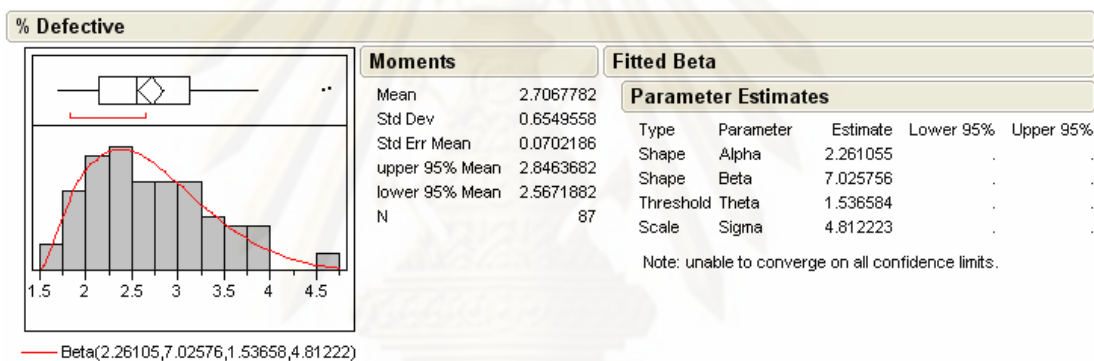 % Defective
1.5 2 2.5 3 3.5 4 4.5
Beta(2.26105,7.02576,1.53658,4.81222)
Moments
Mean 2.7067782
Std Dev 0.6549558
Std Err Mean 0.0702186
upper 95% Mean 2.8463682
lower 95% Mean 2.5671882
N 87
Fitted Beta
Parameter Estimates
Type Parameter Estimate Lower 95% Upper 95%
Shape Alpha 2.261055 . .
Shape Beta 7.025756 . .
Threshold Theta 1.536584 . .
Scale Sigma 4.812223 . .
Note: unable to converge on all confidence limits.